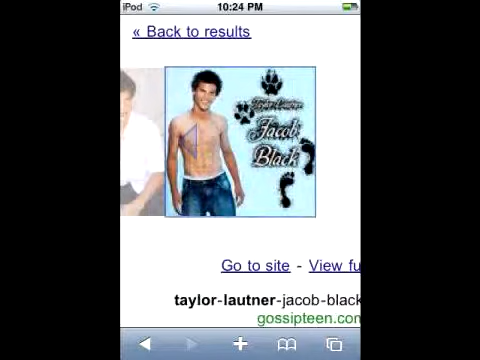 iPod 10:24 PM
« Back to results
Taylor Lautner
Jacob
Black
Go to site - View fu
taylor-lautner-jacob-black
gossipteen.com